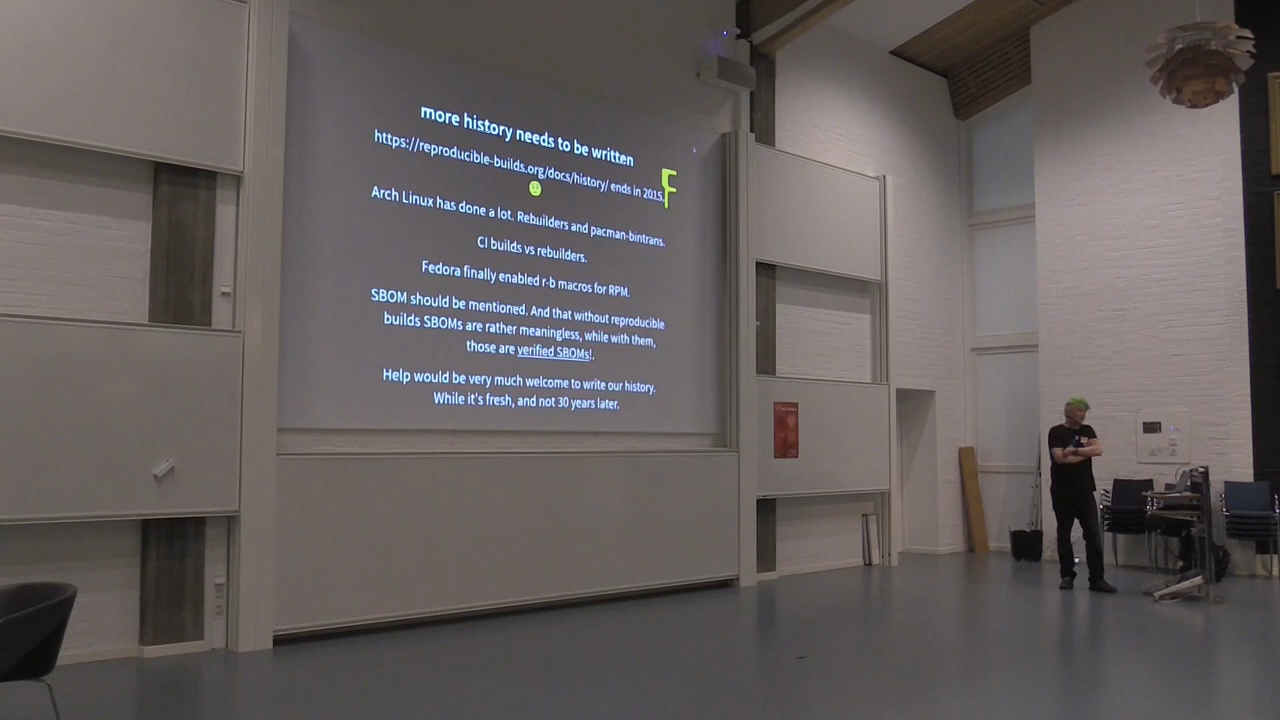 more history needs to be written
https://reproducible-builds.org/docs/history/ ends in 2015.
F
Arch Linux has done a lot. Rebuilders and pacman-bintrans.
CI builds vs rebuilders.
Fedora finally enabled r-b macros for RPM.
SBOM should be mentioned. And that without reproducible
builds SBOMs are rather meaningless, while with them,
those are verified SBOMs!.
Help would be very much welcome to write our history.
While it's fresh, and not 30 years later.